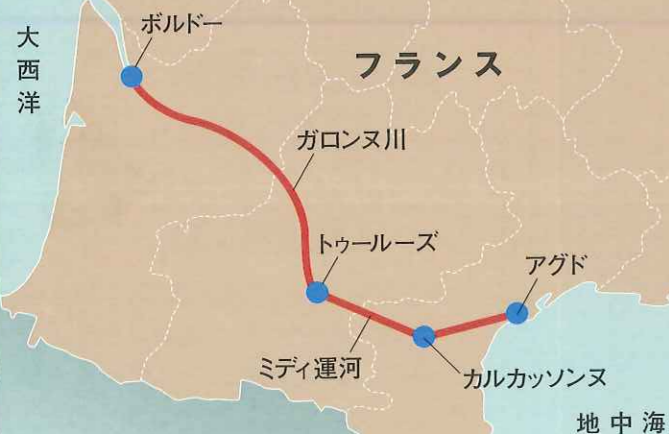 大西洋
ボルドー
フランス
ガロンヌ川
トゥールーズ
アグド
ミディ運河
カルカッソンヌ
地中海